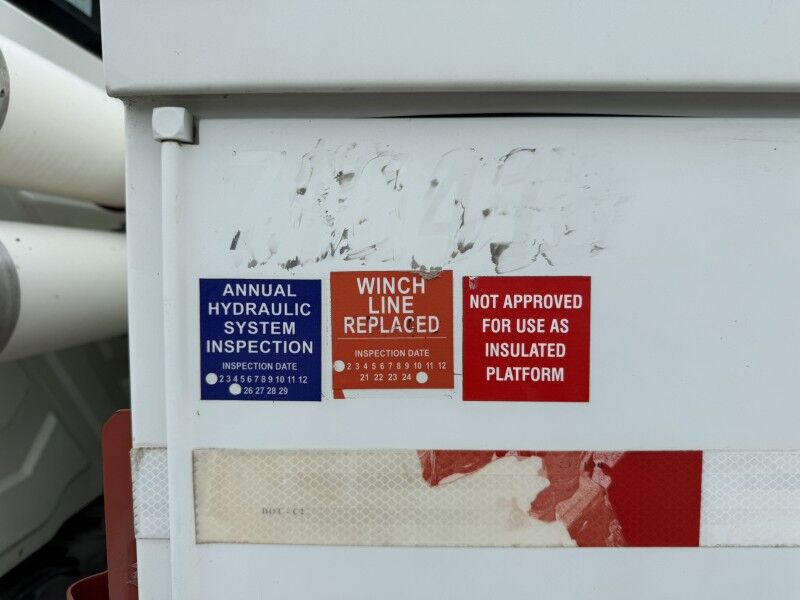 ANNUAL
HYDRAULIC
SYSTEM
INSPECTION
INSPECTION DATE
2 3 4 5 6 7 8 9 10 11 12
26 27 28 29
WINCH
LINE
REPLACED
INSPECTION DATE
2 3 4 5 6 7 8 9 10 11 12
21 22 23 24
NOT APPROVED
FOR USE AS
INSULATED
PLATFORM
DOT-C2